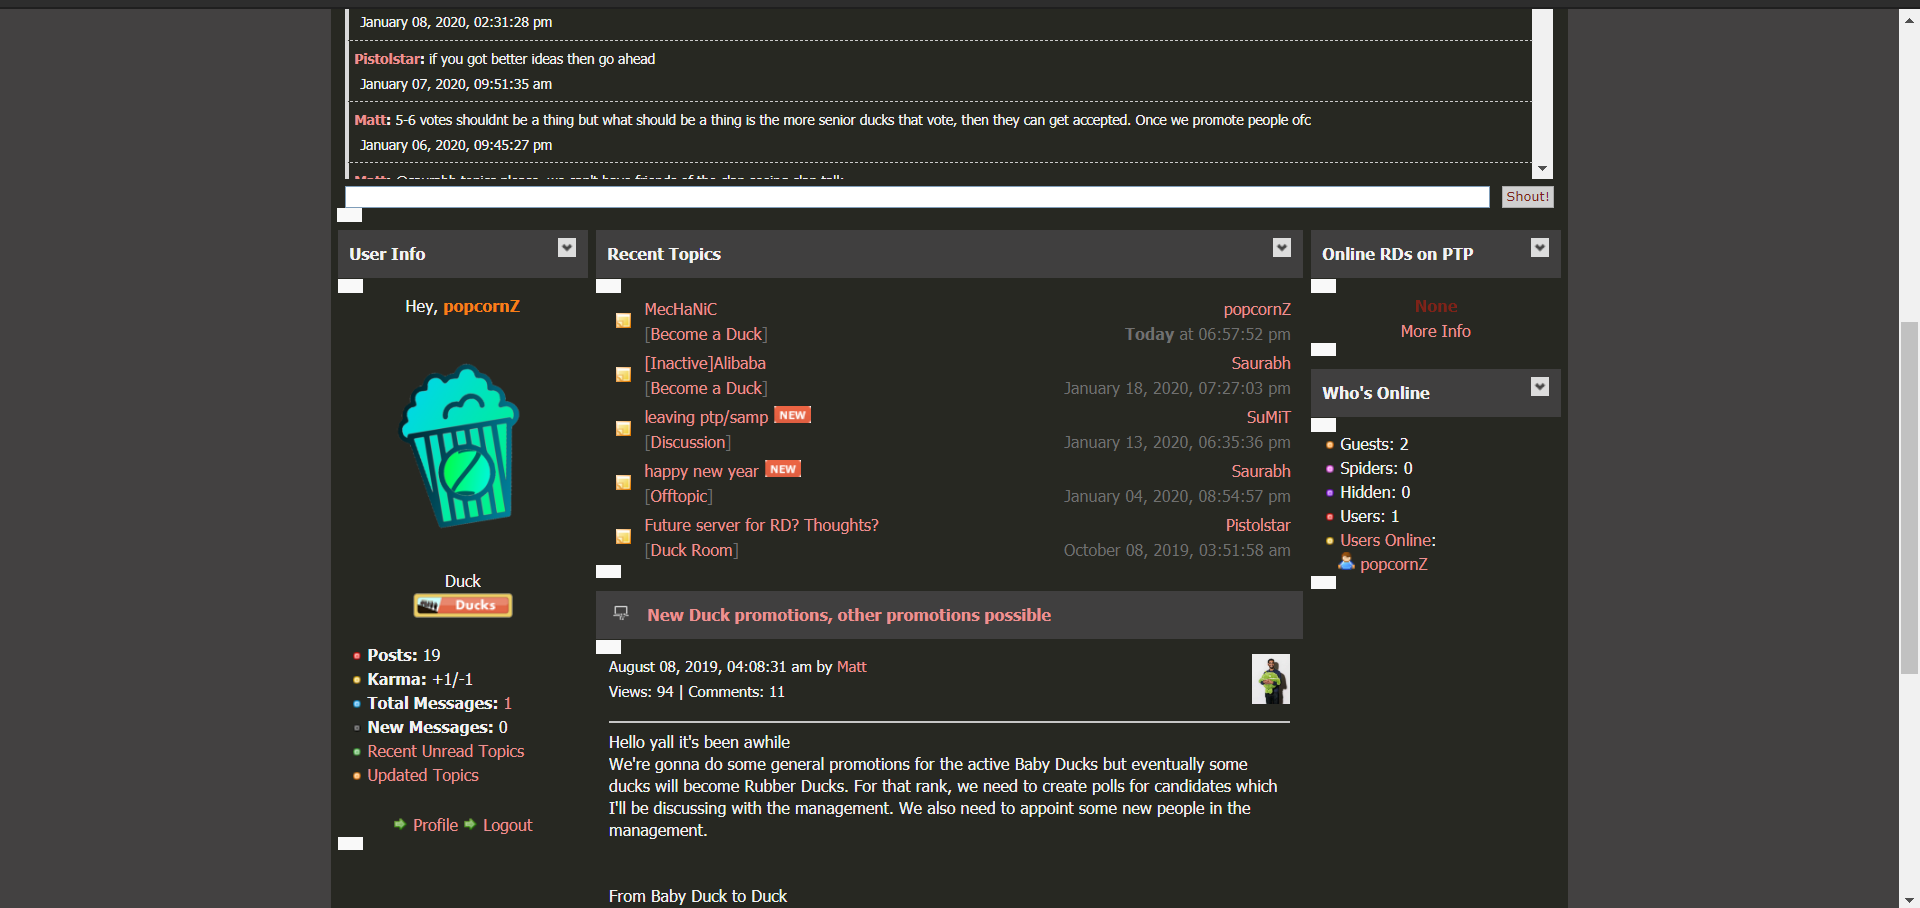 January 08, 2020, 02:31:28 pm
Pistolstar: if you got better ideas then go ahead
January 07, 2020, 09:51:35 am
Matt: 5-6 votes shouldnt be a thing but what should be a thing is the more senior ducks that vote, then they can get accepted. Once we promote people ofc
January 06, 2020, 09:45:27 pm
Shout!
User Info
Hey, popcornZ
Duck
Ducks
Posts: 19
Karma: +1/-1
Total Messages: 1
New Messages: 0
Recent Unread Topics
Updated Topics
Profile Logout
Recent Topics
MecHaNiC popcornZ
[Become a Duck] Today at 06:57:52 pm
[Inactive]Alibaba Saurabh
[Become a Duck] January 18, 2020, 07:27:03 pm
leaving ptp/samp NEW SuMiT
[Discussion] January 13, 2020, 06:35:36 pm
happy new year NEW Saurabh
[Offtopic] January 04, 2020, 08:54:57 pm
Future server for RD? Thoughts? Pistolstar
[Duck Room] October 08, 2019, 03:51:58 am
New Duck promotions, other promotions possible
August 08, 2019, 04:08:31 am by Matt
Views: 94 | Comments: 11
Hello yall it's been awhile
We're gonna do some general promotions for the active Baby Ducks but eventually some
ducks will become Rubber Ducks. For that rank, we need to create polls for candidates which
I'll be discussing with the management. We also need to appoint some new people in the
management.
From Baby Duck to Duck
Online RDs on PTP
None
More Info
Who's Online
Guests: 2
Spiders: 0
Hidden: 0
Users: 1
Users Online:
popcornZ